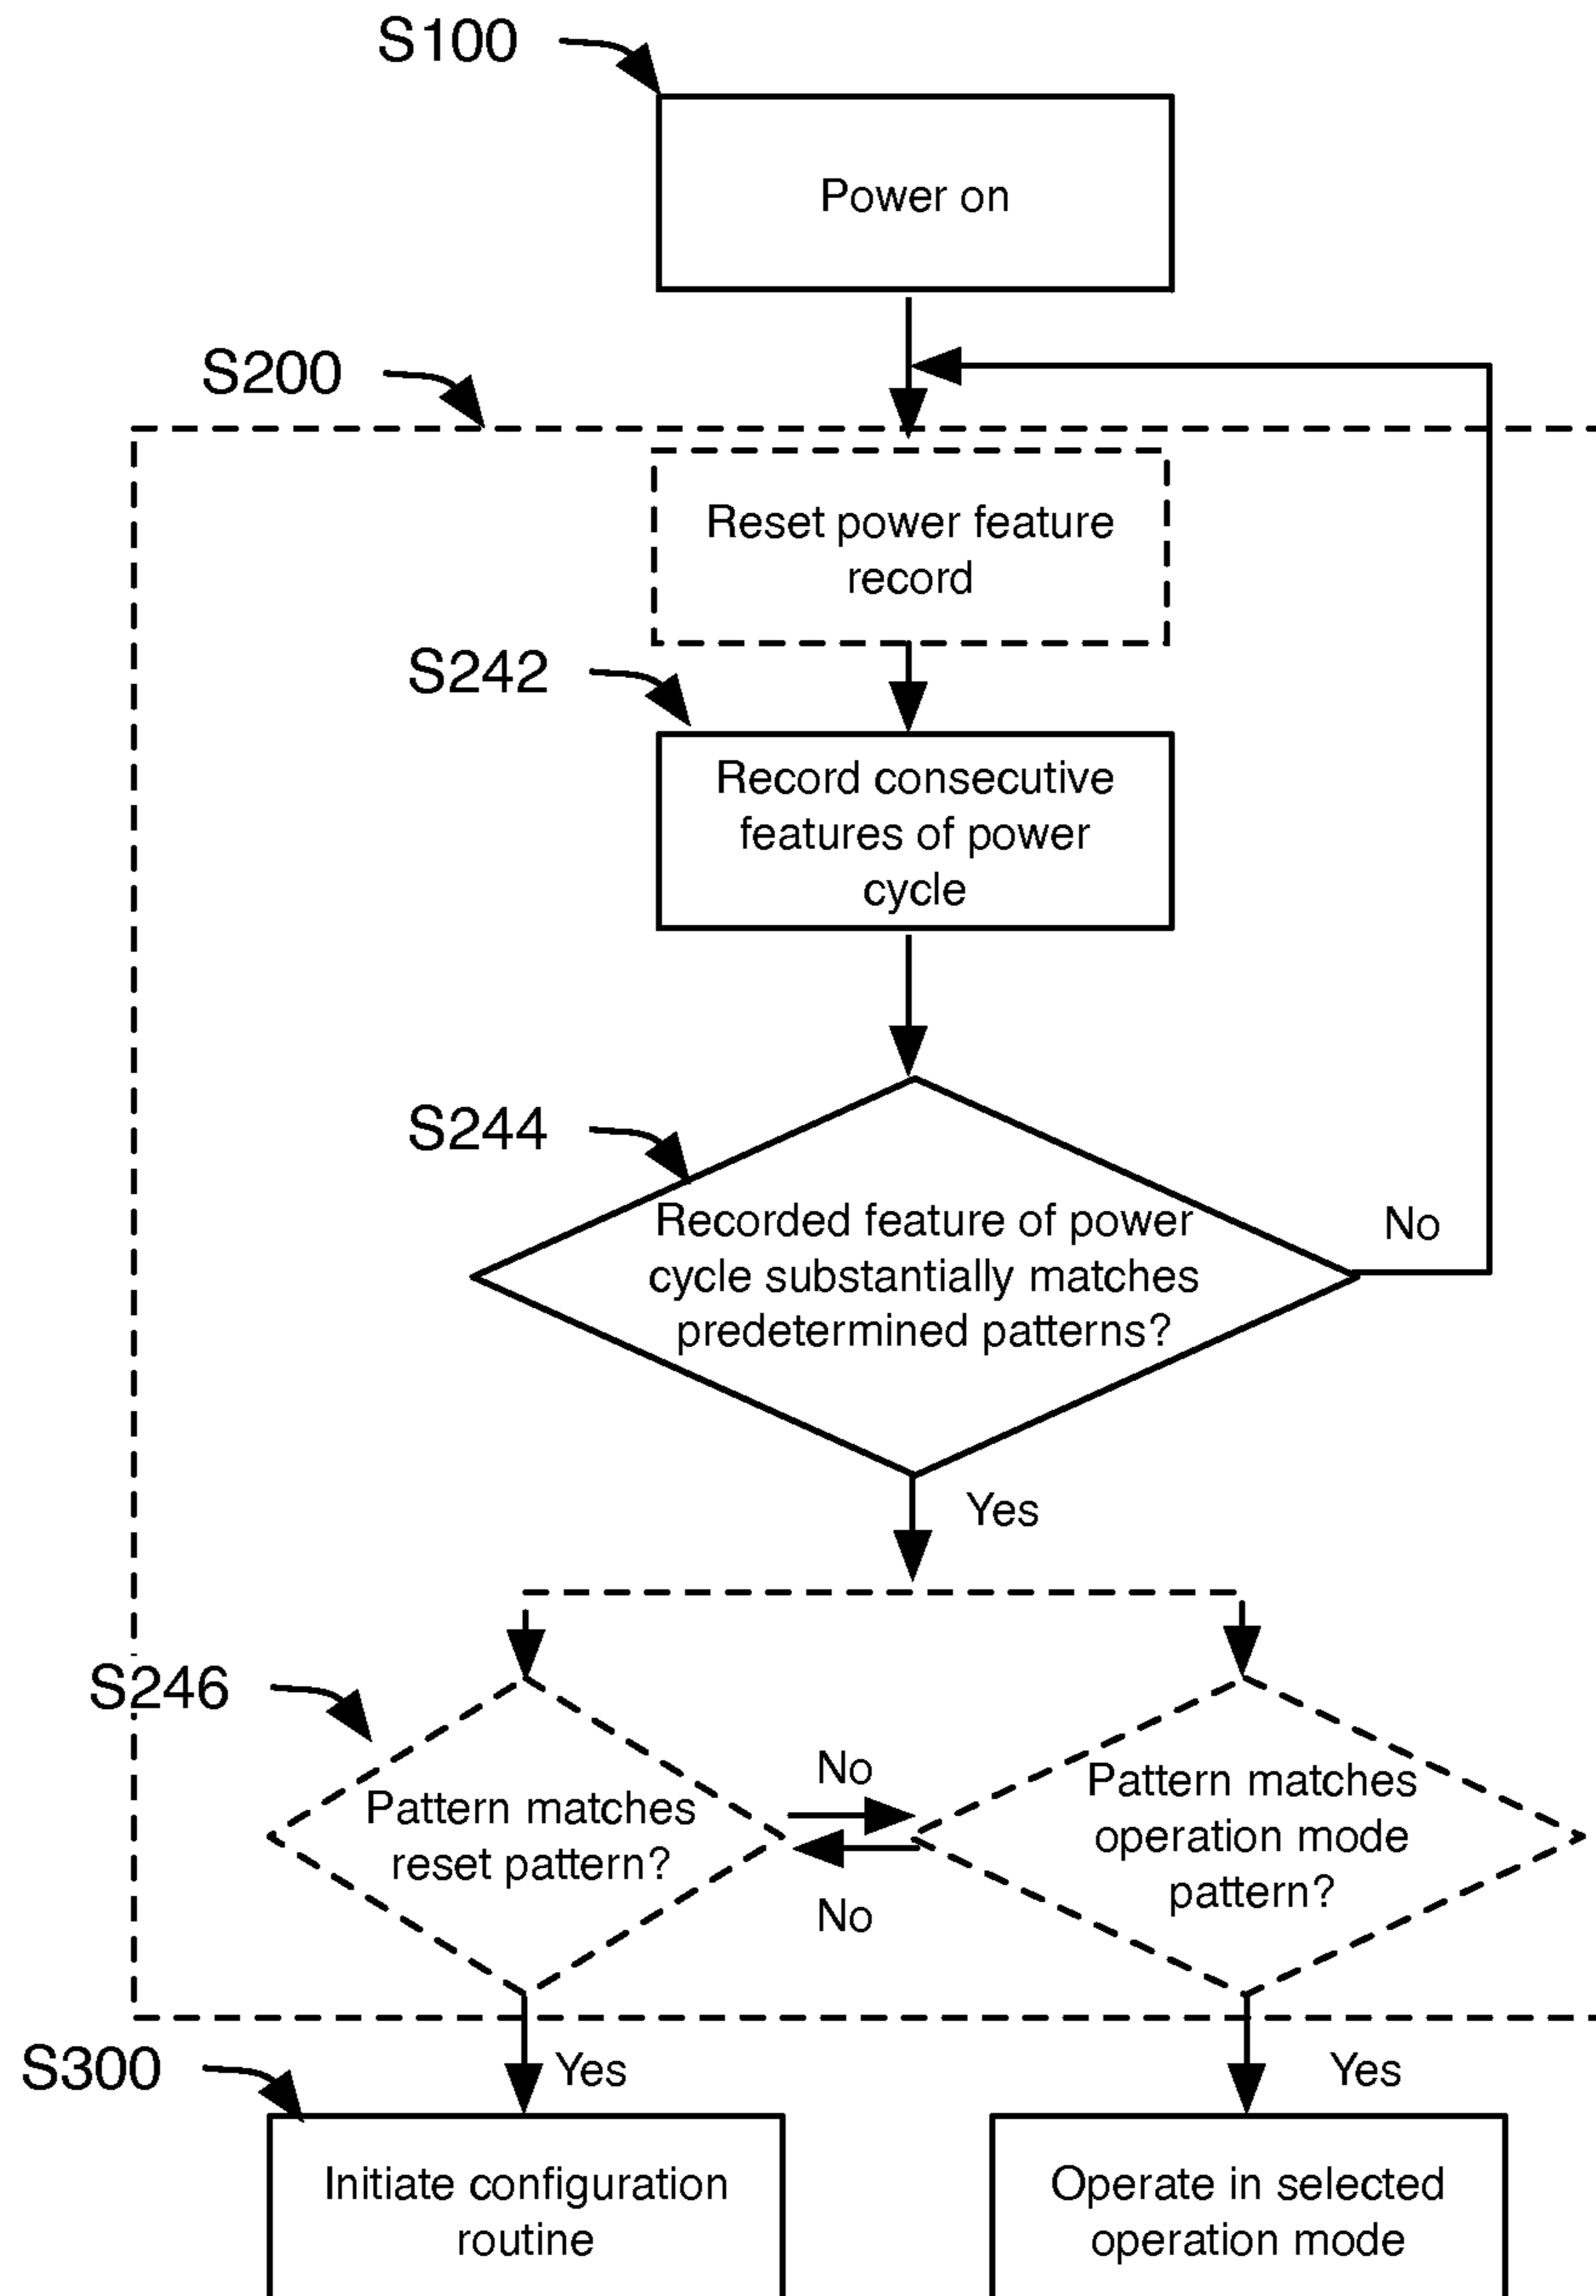 S100
Power on
S200
Reset power feature
record
S242
Record consecutive
features of power
cycle
S244
Recorded feature of power
cycle substantially matches
predetermined patterns?
No
Yes
S246
Pattern matches
reset pattern?
No
No
Pattern matches
operation mode
pattern?
S300
Yes
Yes
Initiate configuration
routine
Operate in selected
operation mode